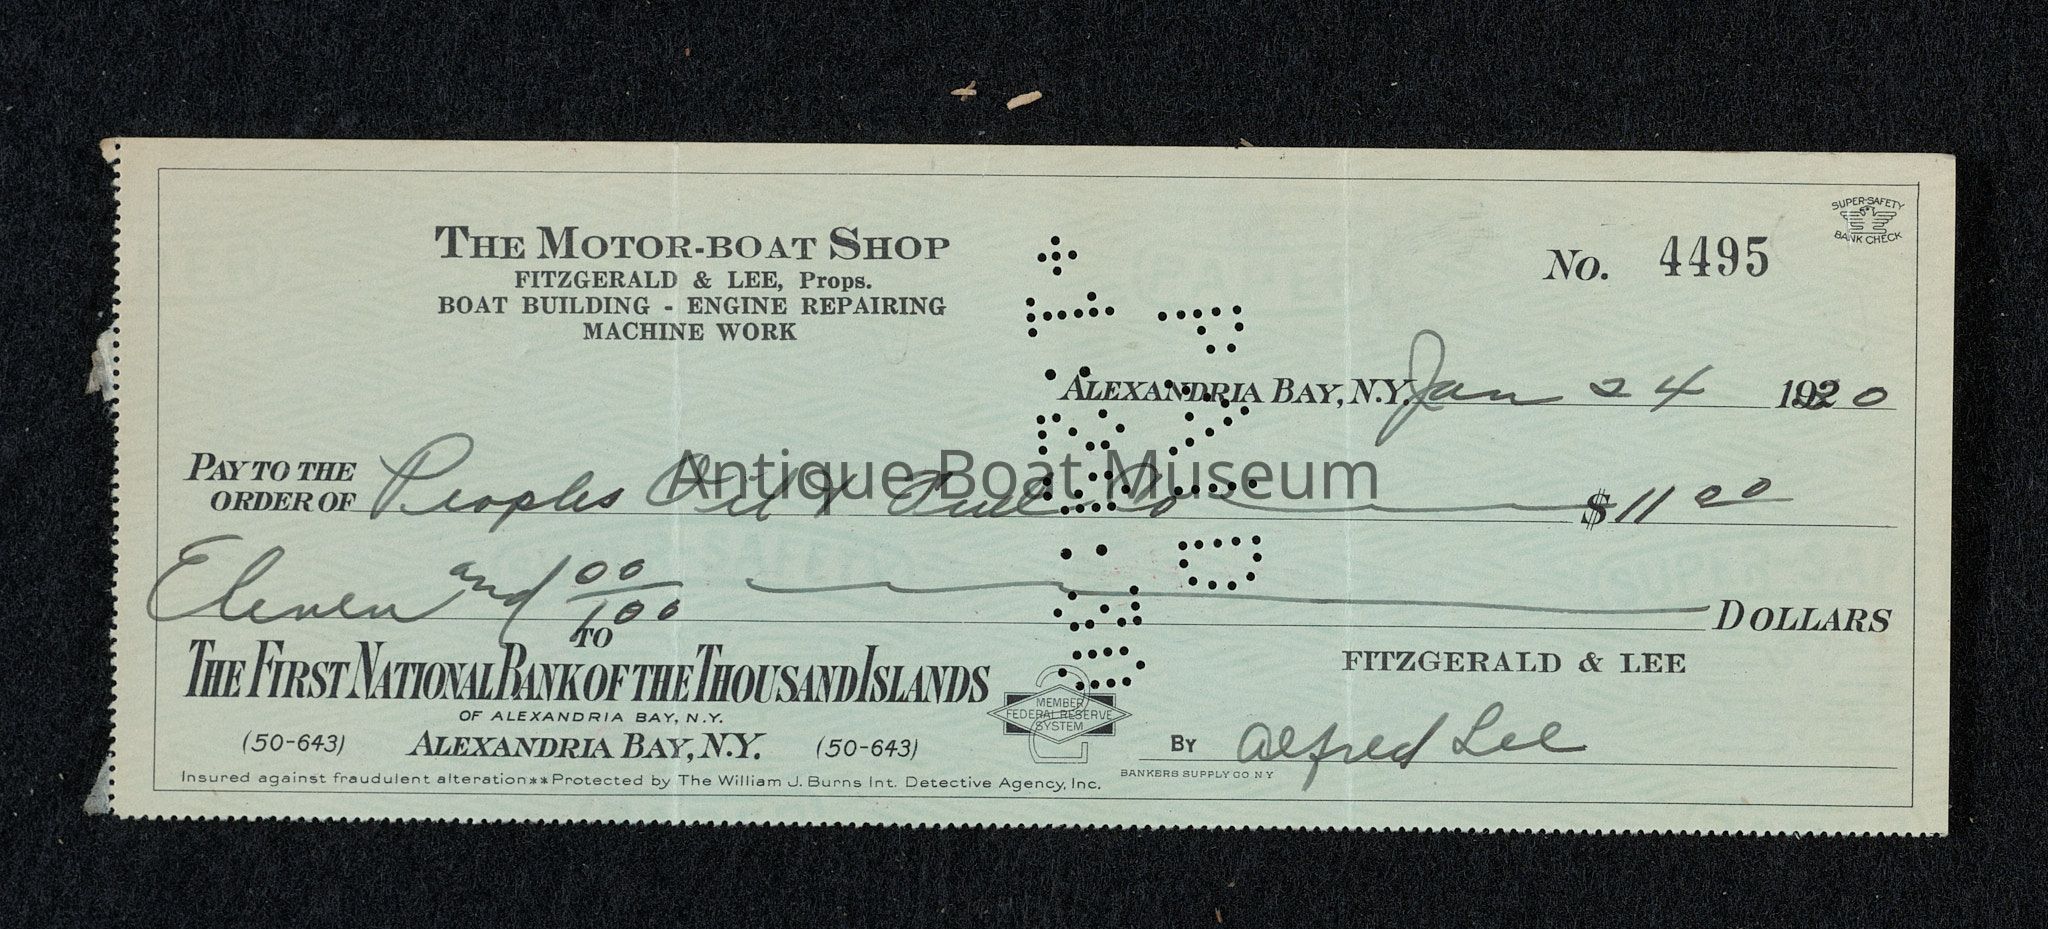 SUPER-SAFETY
BANK CHECK
THE MOTOR-BOAT SHOP
FITZGERALD & LEE, Props.
BOAT BUILDING - ENGINE REPAIRING
MACHINE WORK
No. 4495
ALEXANDRIA BAY, N.Y. Jan 24 1920
PAY TO THE
ORDER OF Peoples Oil & Fuel Co $11 00
Antique Boat Museum
Eleven and 00/100 DOLLARS
TO
THE FIRST NATIONAL BANK OF THE THOUSAND ISLANDS
OF ALEXANDRIA BAY, N.Y.
(50-643) ALEXANDRIA BAY, N.Y. (50-643)
MEMBER
FEDERAL RESERVE
SYSTEM
FITZGERALD & LEE
BY Alfred Lee
Insured against fraudulent alteration**Protected by The William J. Burns Int. Detective Agency, Inc.
BANKERS SUPPLY CO N Y